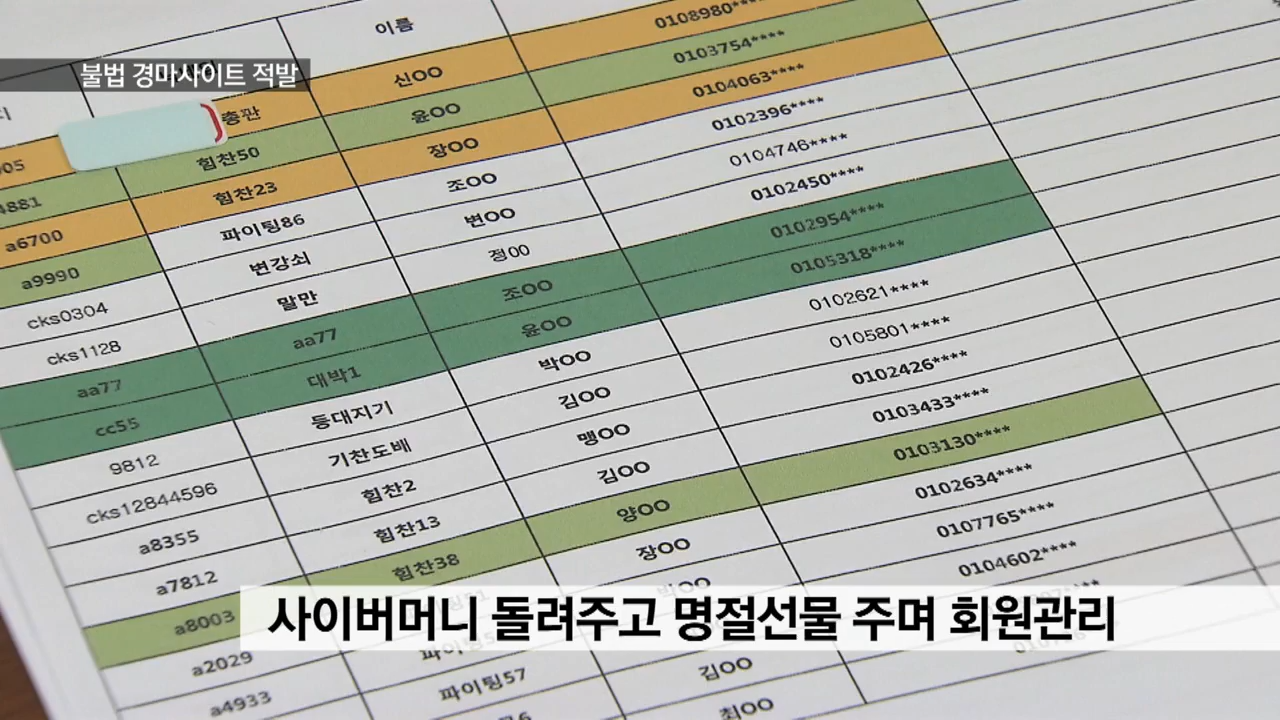 불법 경마사이트 적발
이름
05 총판 신OO 0108980****
4881 힘찬50 윤OO 0103754****
a6700 힘찬23 장OO 0104063****
a9990 파이팅86 조OO 0102396****
cks0304 변강쇠 변OO 0104746****
cks1128 말만 정00 0102450****
aa77 aa77 조OO 0102954****
cc55 대박1 윤OO 0105318****
9812 등대지기 박OO 0102621****
cks12844596 기찬도배 김OO 0105801****
a8355 힘찬2 맹OO 0102426****
a7812 힘찬13 김OO 0103433****
a8003 힘찬38 양OO 0103130****
a2029 장OO 0102634****
a4933 0107765****
파이팅57 김OO 0104602****
최OO
사이버머니 돌려주고 명절선물 주며 회원관리